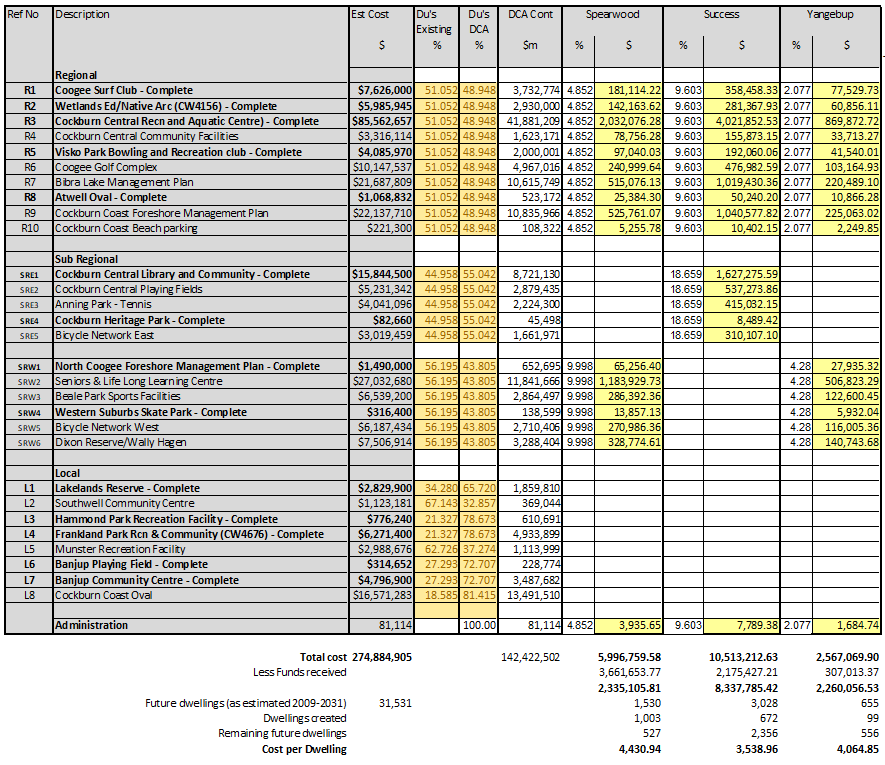 Ref No Description Est Cost Du's Du's DCA Cont Spearwood Success Yangebup
Existing DCA
$ % % $m % $ % $ % $
Regional
R1 Coogee Surf Club - Complete $7,626,000 51.052 48.948 3,732,774 4.852 181,114.22 9.603 358,458.33 2.077 77,529.73
R2 Wetlands Ed/Native Arc (CW4156) - Complete $5,985,945 51.052 48.948 2,930,000 4.852 142,163.62 9.603 281,367.93 2.077 60,856.11
R3 Cockburn Central Recn and Aquatic Centre) - Complete $85,562,657 51.052 48.948 41,881,209 4.852 2,032,076.28 9.603 4,021,852.53 2.077 869,872.72
R4 Cockburn Central Community Facilities $3,316,114 51.052 48.948 1,623,171 4.852 78,756.28 9.603 155,873.15 2.077 33,713.27
R5 Visko Park Bowling and Recreation club - Complete $4,085,970 51.052 48.948 2,000,001 4.852 97,040.03 9.603 192,060.06 2.077 41,540.01
R6 Coogee Golf Complex $10,147,537 51.052 48.948 4,967,016 4.852 240,999.64 9.603 476,982.59 2.077 103,164.93
R7 Bibra Lake Management Plan $21,687,809 51.052 48.948 10,615,749 4.852 515,076.13 9.603 1,019,430.36 2.077 220,489.10
R8 Atwell Oval - Complete $1,068,832 51.052 48.948 523,172 4.852 25,384.30 9.603 50,240.20 2.077 10,866.28
R9 Cockburn Coast Foreshore Management Plan $22,137,710 51.052 48.948 10,835,966 4.852 525,761.07 9.603 1,040,577.82 2.077 225,063.02
R10 Cockburn Coast Beach parking $221,300 51.052 48.948 108,322 4.852 5,255.78 9.603 10,402.15 2.077 2,249.85
Sub Regional
SRE1 Cockburn Central Library and Community - Complete $15,844,500 44.958 55.042 8,721,130 18.659 1,627,275.59
SRE2 Cockburn Central Playing Fields $5,231,342 44.958 55.042 2,879,435 18.659 537,273.86
SRE3 Anning Park - Tennis $4,041,096 44.958 55.042 2,224,300 18.659 415,032.15
SRE4 Cockburn Heritage Park - Complete $82,660 44.958 55.042 45,498 18.659 8,489.42
SRE5 Bicycle Network East $3,019,459 44.958 55.042 1,661,971 18.659 310,107.10
SRW1 North Coogee Foreshore Management Plan - Complete $1,490,000 56.195 43.805 652,695 9.998 65,256.40 4.28 27,935.32
SRW2 Seniors & Life Long Learning Centre $27,032,680 56.195 43.805 11,841,666 9.998 1,183,929.73 4.28 506,823.29
SRW3 Beale Park Sports Facilities $6,539,200 56.195 43.805 2,864,497 9.998 286,392.36 4.28 122,600.45
SRW4 Western Suburbs Skate Park - Complete $316,400 56.195 43.805 138,599 9.998 13,857.13 4.28 5,932.04
SRW5 Bicycle Network West $6,187,434 56.195 43.805 2,710,406 9.998 270,986.36 4.28 116,005.36
SRW6 Dixon Reserve/Wally Hagen $7,506,914 56.195 43.805 3,288,404 9.998 328,774.61 4.28 140,743.68
Local
L1 Lakelands Reserve - Complete $2,829,900 34.280 65.720 1,859,810
L2 Southwell Community Centre $1,123,181 67.143 32.857 369,044
L3 Hammond Park Recreation Facility - Complete $776,240 21.327 78.673 610,691
L4 Frankland Park Rcn & Community (CW4676) - Complete $6,271,400 21.327 78.673 4,933,899
L5 Munster Recreation Facility $2,988,676 62.726 37.274 1,113,999
L6 Banjup Playing Field - Complete $314,652 27.293 72.707 228,774
L7 Banjup Community Centre - Complete $4,796,900 27.293 72.707 3,487,682
L8 Cockburn Coast Oval $16,571,283 18.585 81.415 13,491,510
Administration 81,114 100.00 81,114 4.852 3,935.65 9.603 7,789.38 2.077 1,684.74
Total cost 274,884,905 142,422,502 5,996,759.58 10,513,212.63 2,567,069.90
Less Funds received 3,661,653.77 2,175,427.21 307,013.37
2,335,105.81 8,337,785.42 2,260,056.53
Future dwellings (as estimated 2009-2031) 31,531 1,530 3,028 655
Dwellings created 1,003 672 99
Remaining future dwellings 527 2,356 556
Cost per Dwelling 4,430.94 3,538.96 4,064.85